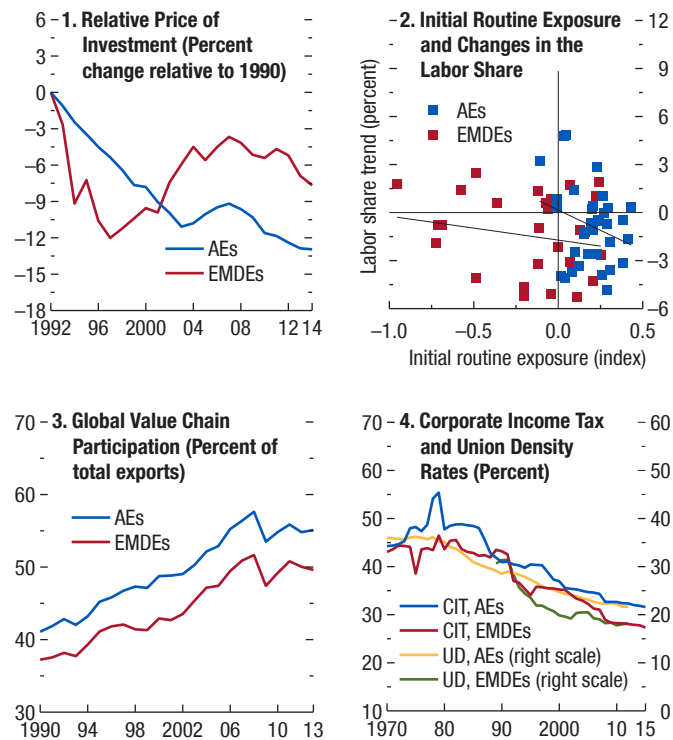 1. Relative Price of
Investment (Percent
change relative to 1990)
6
3
0
–3
–6
–9
–12
–15
–18
AEs
EMDEs
1992 96 2000 04 08 12 14
2. Initial Routine Exposure
and Changes in the
Labor Share
12
9
6
3
0
–3
–6
Labor share trend (percent)
AEs
EMDEs
–1.0 –0.5 0.0 0.5
Initial routine exposure (index)
3. Global Value Chain
Participation (Percent of
total exports)
70
60
50
40
30
AEs
EMDEs
1990 94 98 2002 06 10 13
4. Corporate Income Tax
and Union Density
Rates (Percent)
70
60
50
40
30
20
10
60
50
40
30
20
10
0
CIT, AEs
CIT, EMDEs
UD, AEs (right scale)
UD, EMDEs (right scale)
1970 80 90 2000 10 15